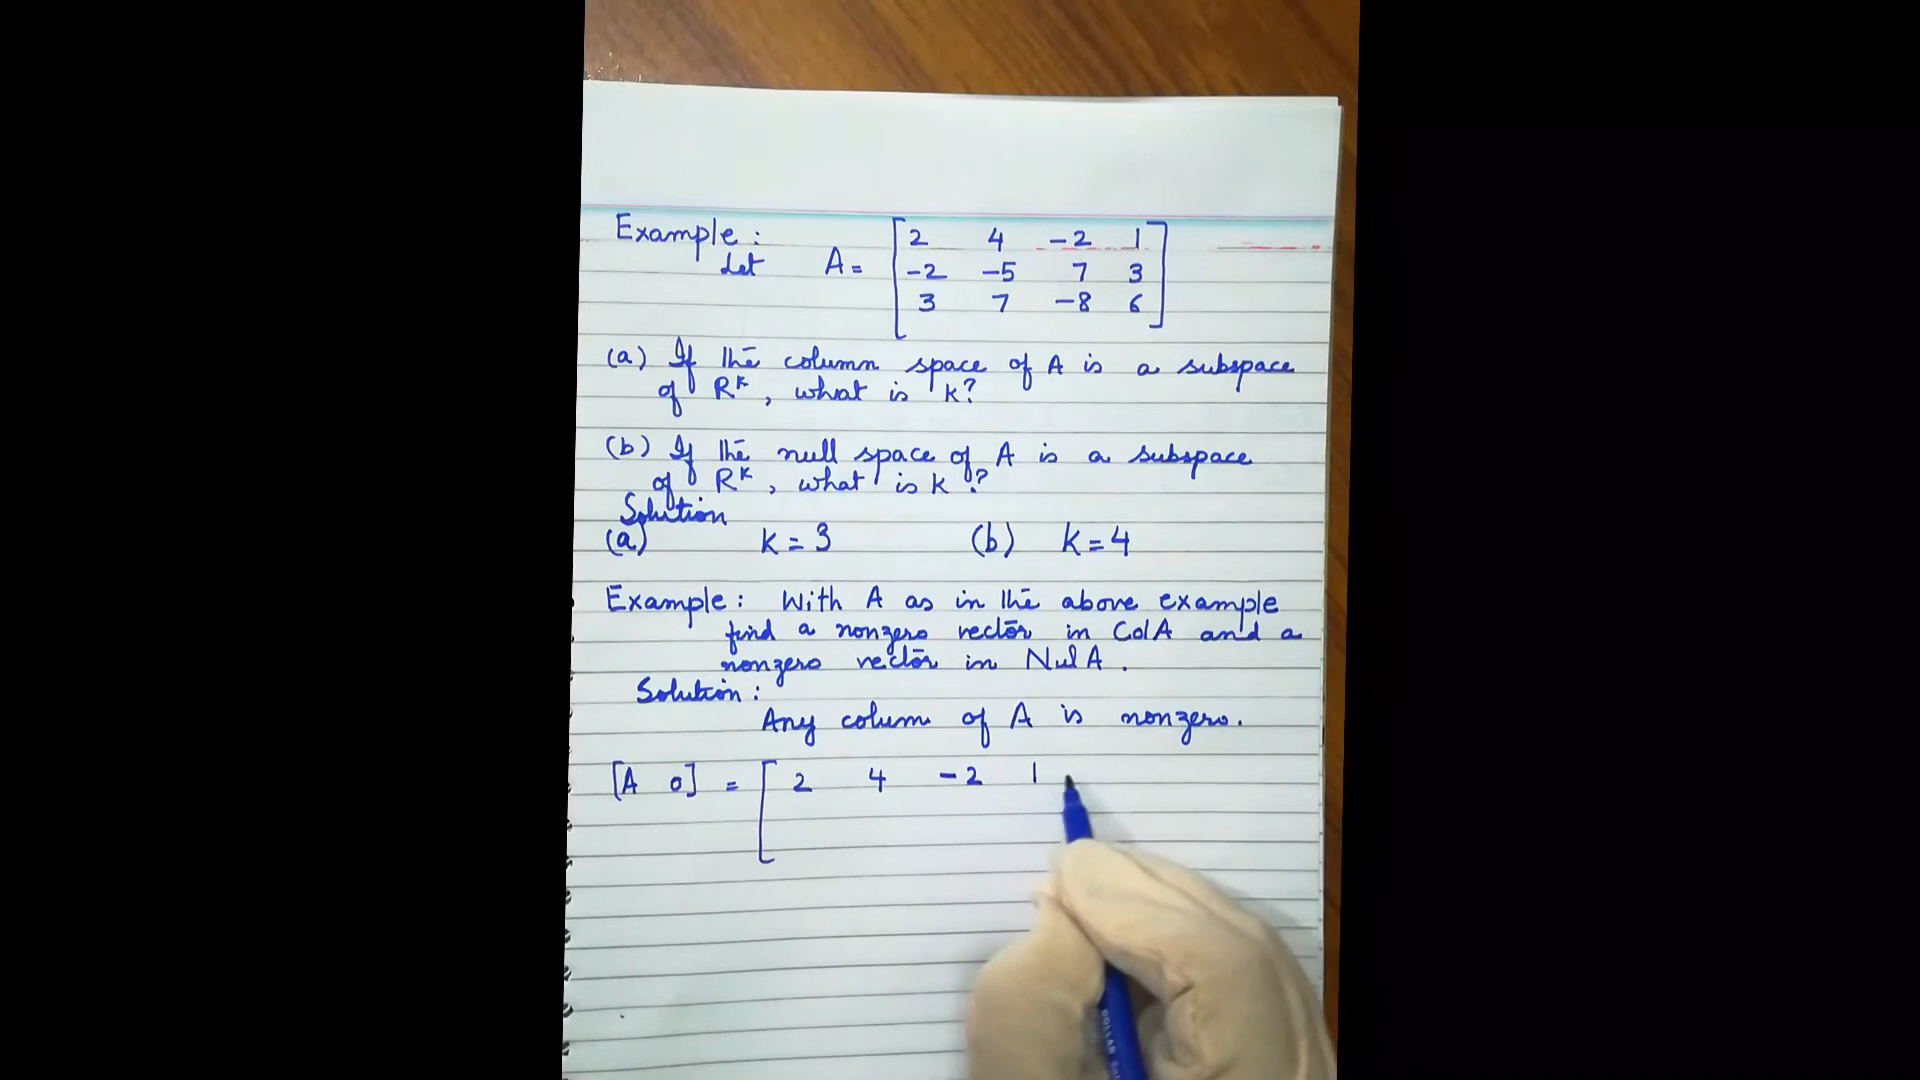 Example:
Let A = [ 2 4 -2 1
-2 -5 7 3
3 7 -8 6 ]
(a) If the column space of A is a subspace
of R^k, what is k?
(b) If the null space of A is a subspace
of R^k, what is k?
Solution
(a) k = 3 (b) k = 4
Example: With A as in the above example
find a nonzero vector in ColA and a
nonzero vector in NulA.
Solution:
Any column of A is nonzero.
[A 0] = [ 2 4 -2 1
DOLLAR